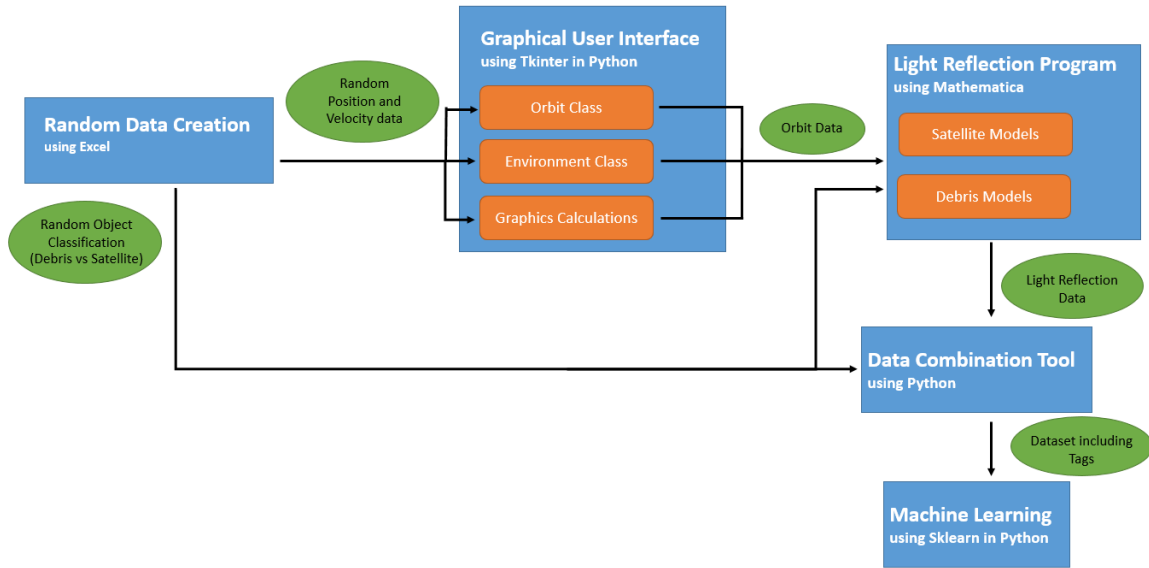 Random Data Creation
using Excel
Random Object
Classification
(Debris vs Satellite)
Random
Position and
Velocity data
Graphical User Interface
using Tkinter in Python
Orbit Class
Environment Class
Graphics Calculations
Orbit Data
Light Reflection Program
using Mathematica
Satellite Models
Debris Models
Light Reflection
Data
Data Combination Tool
using Python
Dataset including
Tags
Machine Learning
using Sklearn in Python